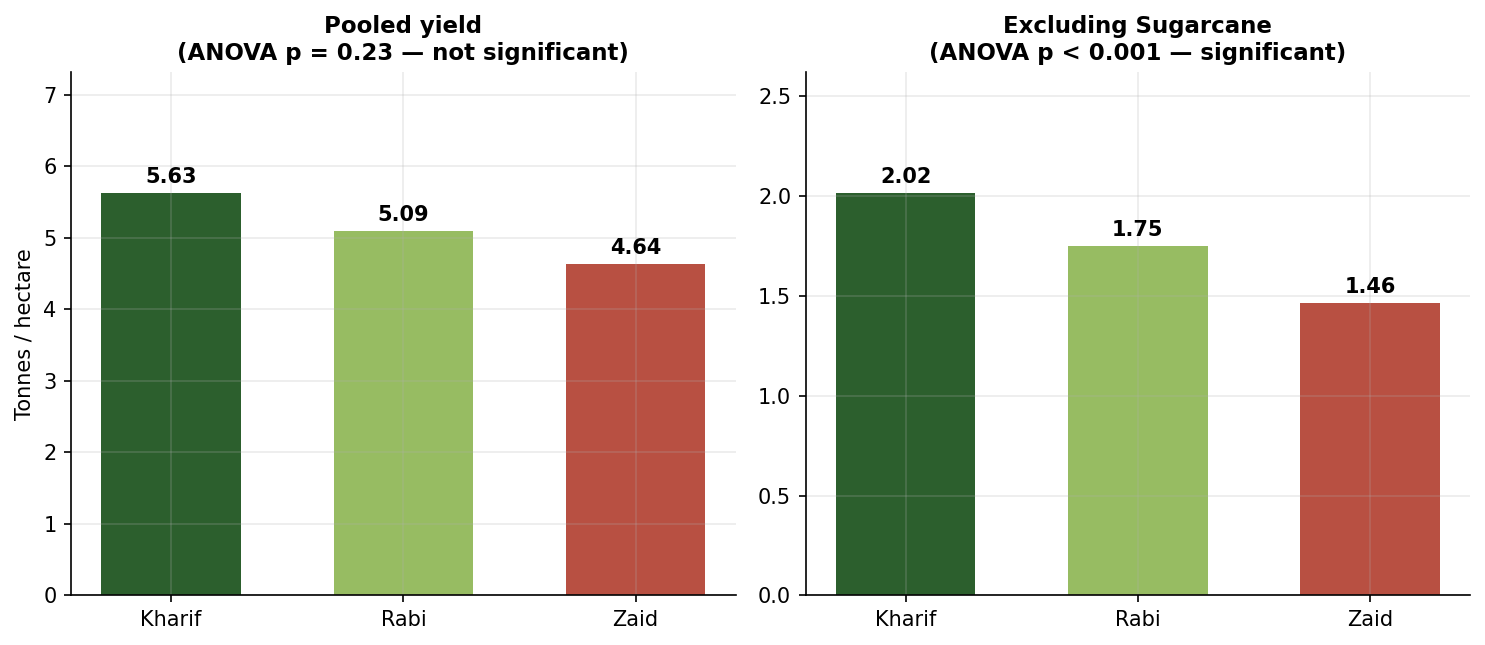 Pooled yield
(ANOVA p = 0.23 — not significant)
Tonnes / hectare
7
6
5
4
3
2
1
0
5.63
5.09
4.64
Kharif
Rabi
Zaid
Excluding Sugarcane
(ANOVA p < 0.001 — significant)
2.5
2.0
1.5
1.0
0.5
0.0
2.02
1.75
1.46
Kharif
Rabi
Zaid